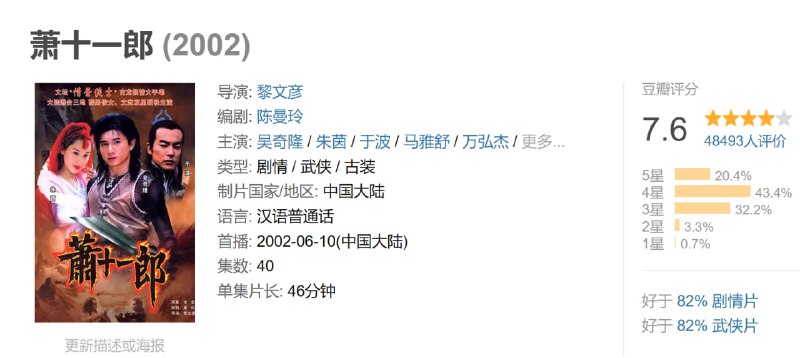 萧十一郎 (2002)
萧十一郎
导演: 黎文彦
编剧: 陈曼玲
主演: 吴奇隆 / 朱茵 / 于波 / 马雅舒 / 万弘杰 / 更多...
类型: 剧情 / 武侠 / 古装
制片国家/地区: 中国大陆
语言: 汉语普通话
首播: 2002-06-10(中国大陆)
集数: 40
单集片长: 46分钟
更新描述或海报
豆瓣评分
7.6
48493人评价
5星 20.4%
4星 43.4%
3星 32.2%
2星 3.3%
1星 0.7%
好于 82% 剧情片
好于 82% 武侠片